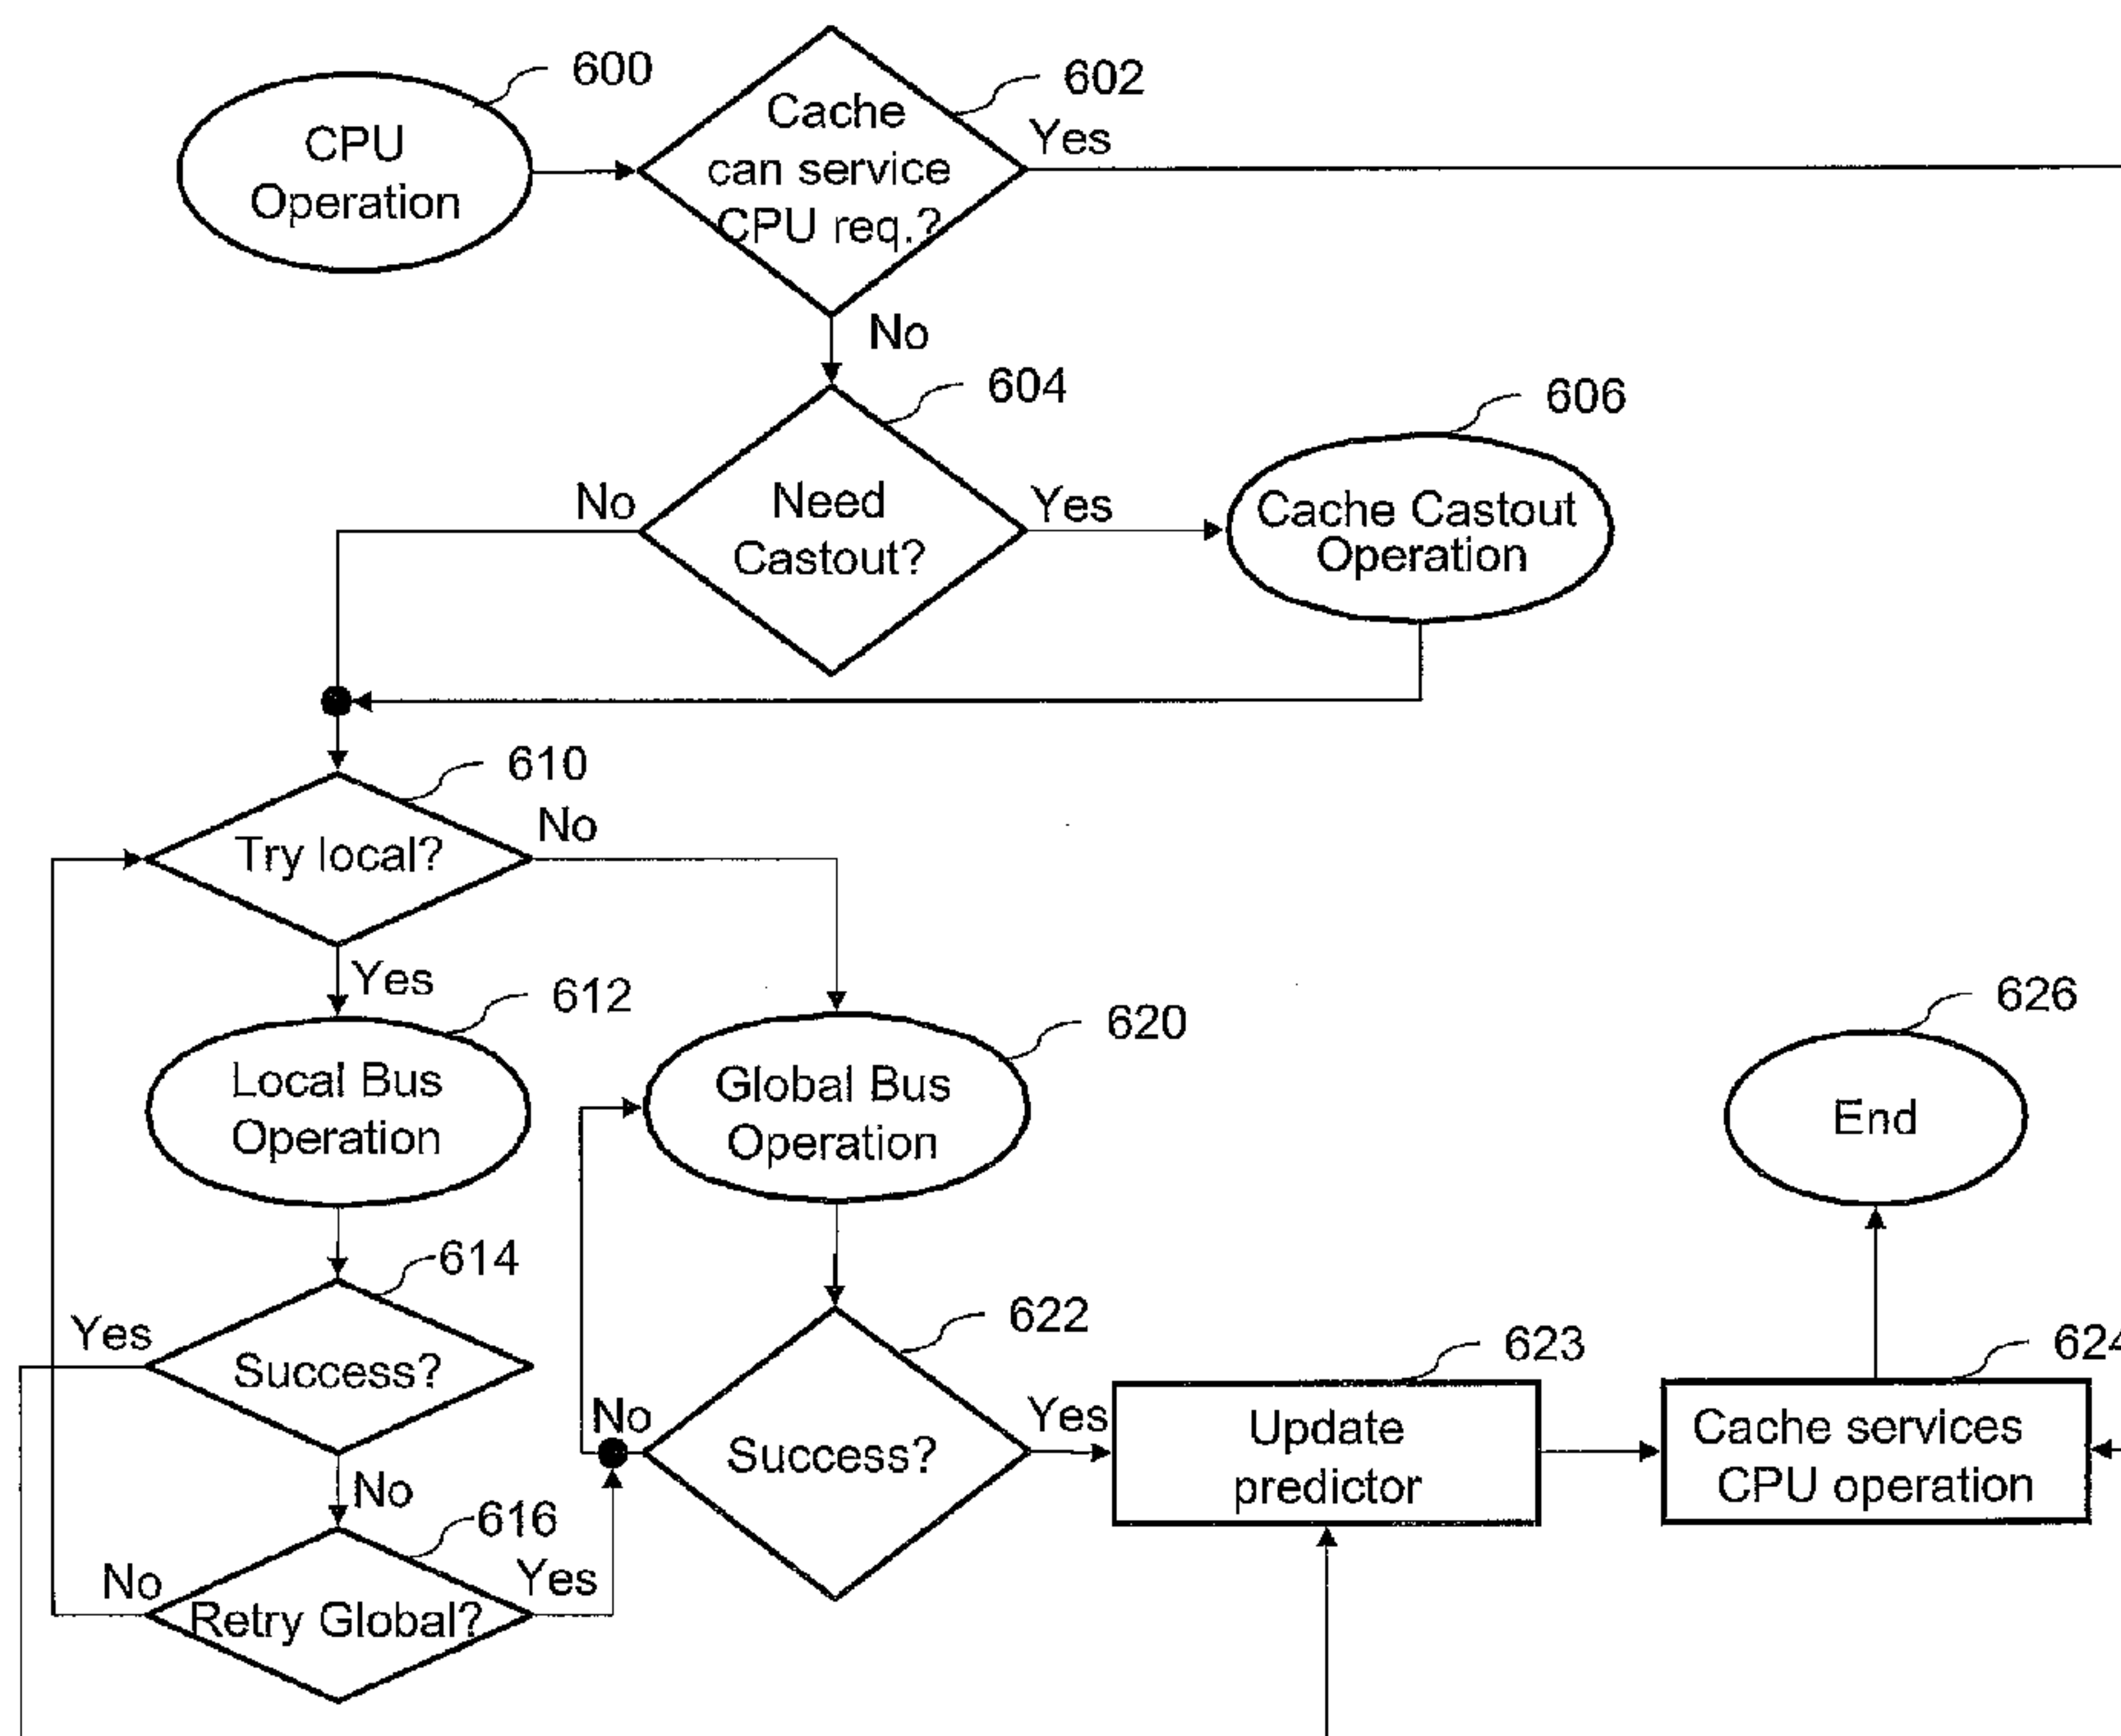 600
CPU
Operation
602
Cache
can service
CPU req.?
Yes
No
604
Need
Castout?
No
Yes
606
Cache Castout
Operation
610
Try local?
No
Yes
612
Local Bus
Operation
620
Global Bus
Operation
626
End
614
Success?
Yes
No
622
Success?
No
Yes
623
Update
predictor
624
Cache services
CPU operation
616
Retry Global?
No
Yes